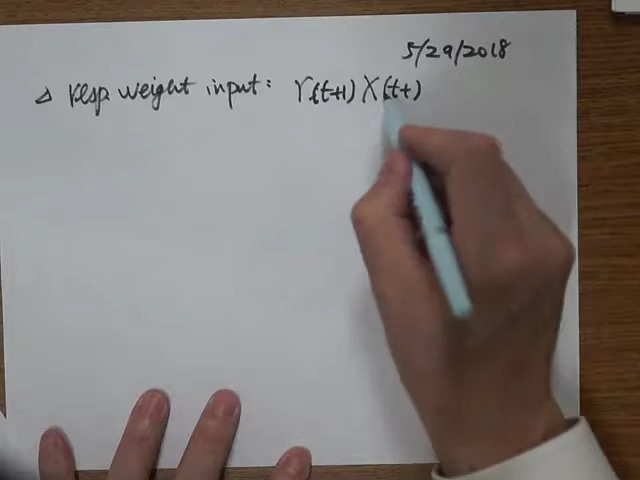 5/29/2018
△ resp. weight input: Y(t+1) X(t+)